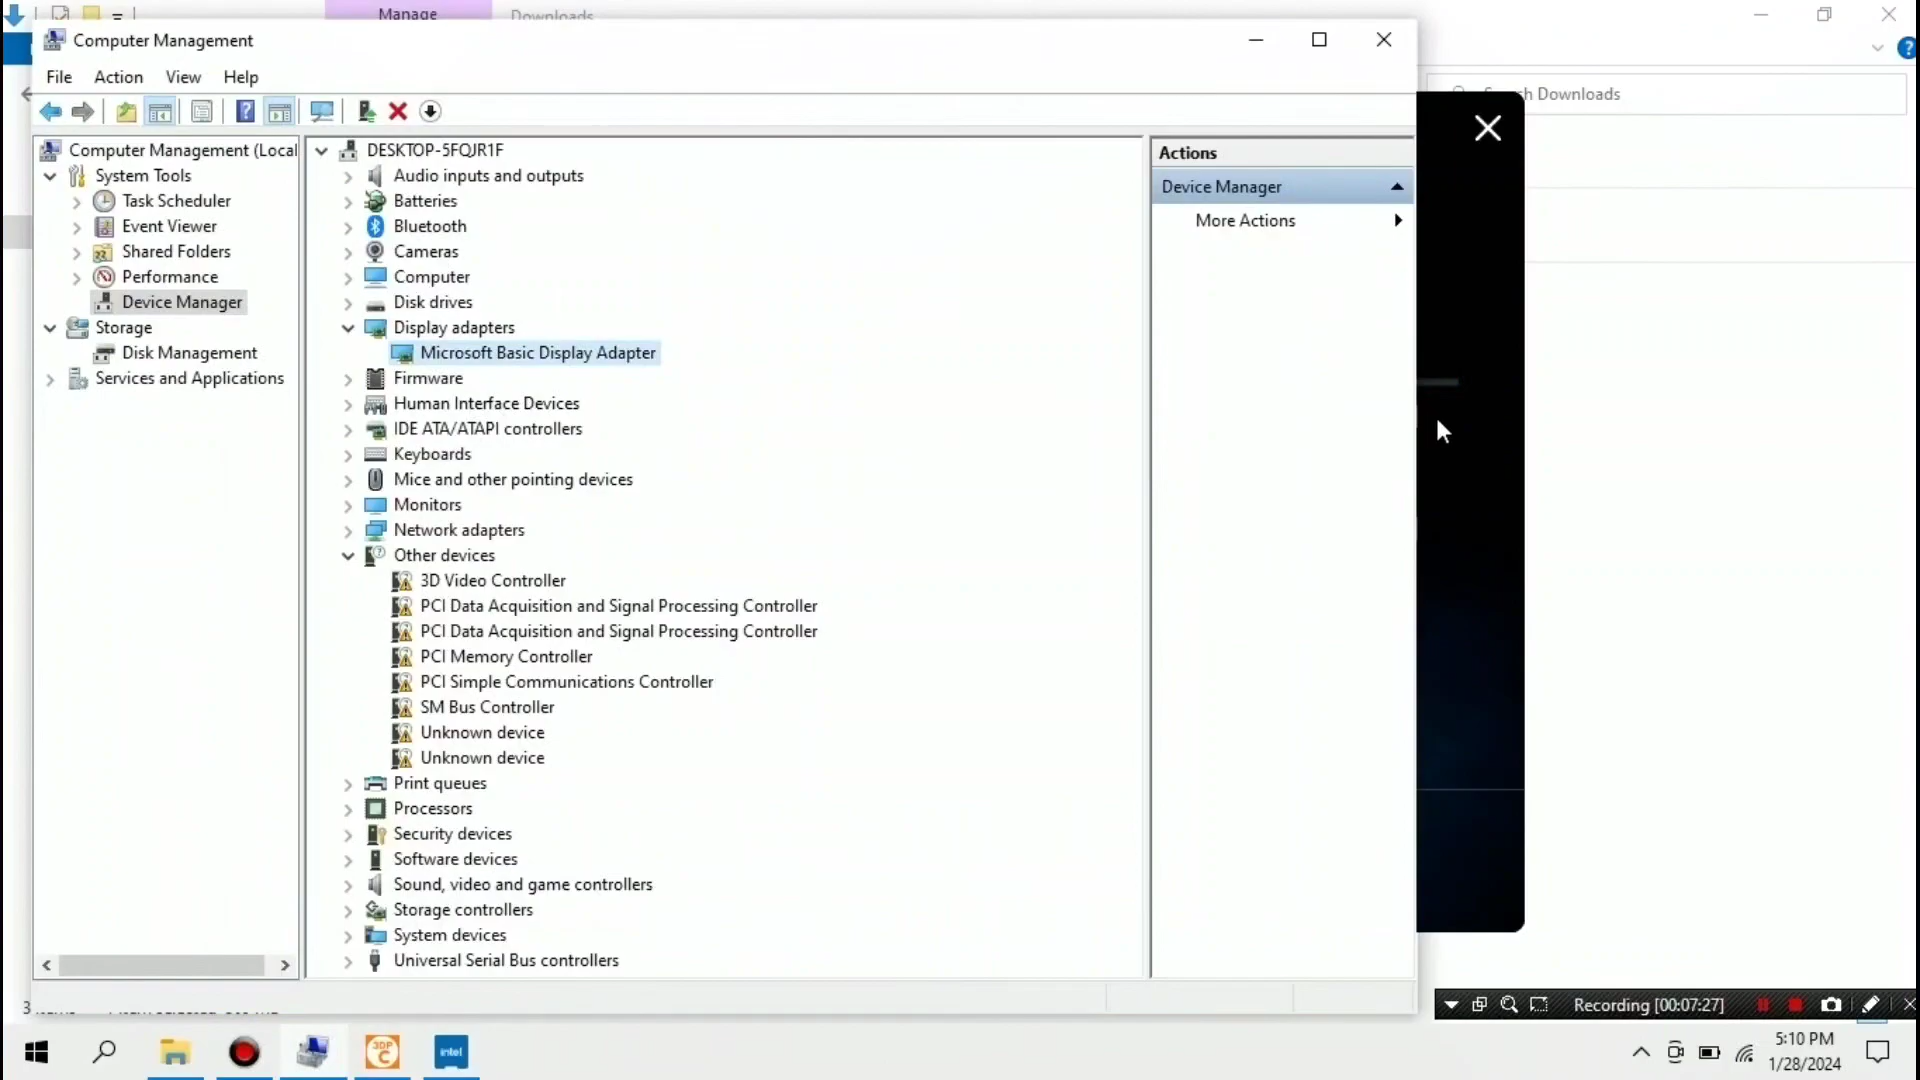 Manage
Downloads
Computer Management
File Action View Help
Computer Management (Local
System Tools
Task Scheduler
Event Viewer
Shared Folders
Performance
Device Manager
Storage
Disk Management
Services and Applications
DESKTOP-5FQJR1F
Audio inputs and outputs
Batteries
Bluetooth
Cameras
Computer
Disk drives
Display adapters
Microsoft Basic Display Adapter
Firmware
Human Interface Devices
IDE ATA/ATAPI controllers
Keyboards
Mice and other pointing devices
Monitors
Network adapters
Other devices
3D Video Controller
PCI Data Acquisition and Signal Processing Controller
PCI Data Acquisition and Signal Processing Controller
PCI Memory Controller
PCI Simple Communications Controller
SM Bus Controller
Unknown device
Unknown device
Print queues
Processors
Security devices
Software devices
Sound, video and game controllers
Storage controllers
System devices
Universal Serial Bus controllers
Actions
Device Manager
More Actions
Downloads
Recording [00:07:27]
3DP
C
intel
5:10 PM
1/28/2024